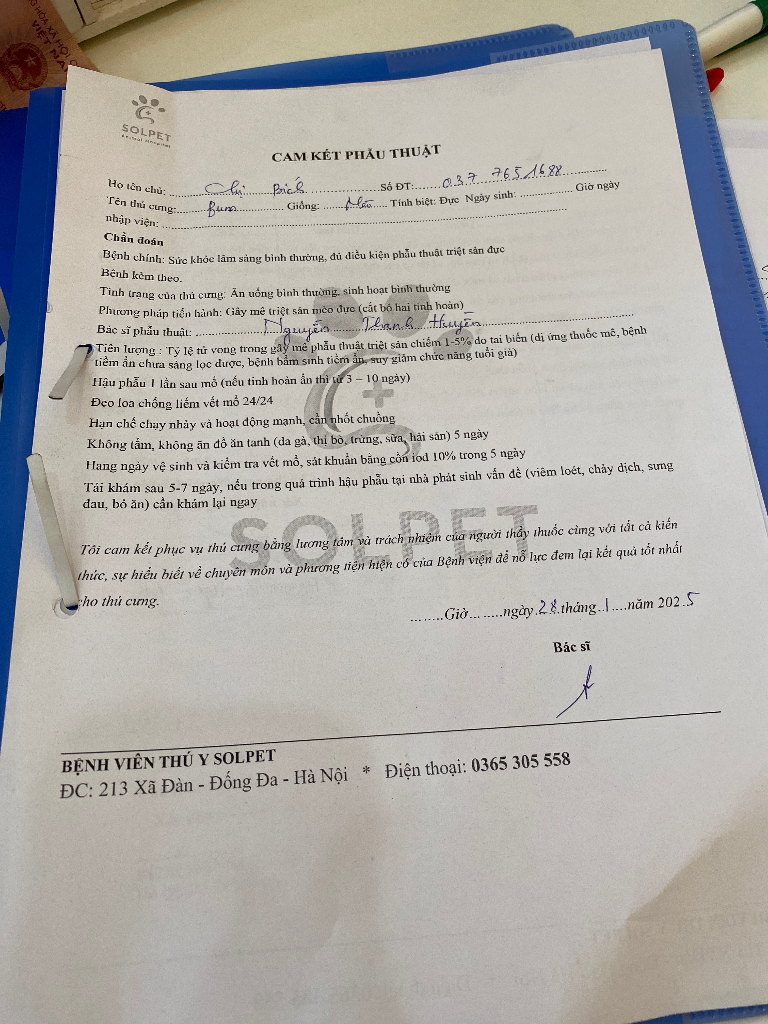 SOLPET
Animal Hospital
CAM KẾT PHẪU THUẬT
Họ tên chủ: Chị Bích Số ĐT: 037 765 1688
Tên thú cưng: Bum Giống: Mèo Tính biệt: Đực Ngày sinh: Giờ ngày
nhập viện:
Chẩn đoán
Bệnh chính: Sức khỏe lâm sàng bình thường, đủ điều kiện phẫu thuật triệt sản đực
Bệnh kèm theo.
Tình trạng của thú cưng: Ăn uống bình thường, sinh hoạt bình thường
Phương pháp tiến hành: Gây mê triệt sản mèo đực (cắt bỏ hai tinh hoàn)
Bác sĩ phẫu thuật: Nguyễn Thanh Huyền
Tiên lượng : Tỷ lệ tử vong trong gây mê phẫu thuật triệt sản chiếm 1-5% do tai biến (dị ứng thuốc mê, bệnh
tiềm ẩn chưa sàng lọc được, bệnh bẩm sinh tiềm ẩn, suy giảm chức năng tuổi già)
Hậu phẫu 1 lần sau mổ (nếu tinh hoàn ẩn thì từ 3 – 10 ngày)
Đeo loa chống liếm vết mổ 24/24
Hạn chế chạy nhảy và hoạt động mạnh, cần nhốt chuồng
Không tắm, không ăn đồ ăn tanh (da gà, thị bò, trứng, sữa, hải sản) 5 ngày
Hang ngày vệ sinh và kiểm tra vết mổ, sát khuẩn bằng cồn iod 10% trong 5 ngày
Tái khám sau 5-7 ngày, nếu trong quá trình hậu phẫu tại nhà phát sinh vấn đề (viêm loét, chảy dịch, sưng
đau, bỏ ăn) cần khám lại ngay
SOLPET
Tôi cam kết phục vụ thú cưng bằng lương tâm và trách nhiệm của người thầy thuốc cùng với tất cả kiến
thức, sự hiểu biết về chuyên môn và phương tiện hiện có của Bệnh viện để nỗ lực đem lại kết quả tốt nhất
cho thú cưng.
........Giờ........ngày.28.tháng..1....năm 2025
Bác sĩ
BỆNH VIÊN THÚ Y SOLPET
ĐC: 213 Xã Đàn - Đống Đa - Hà Nội * Điện thoại: 0365 305 558